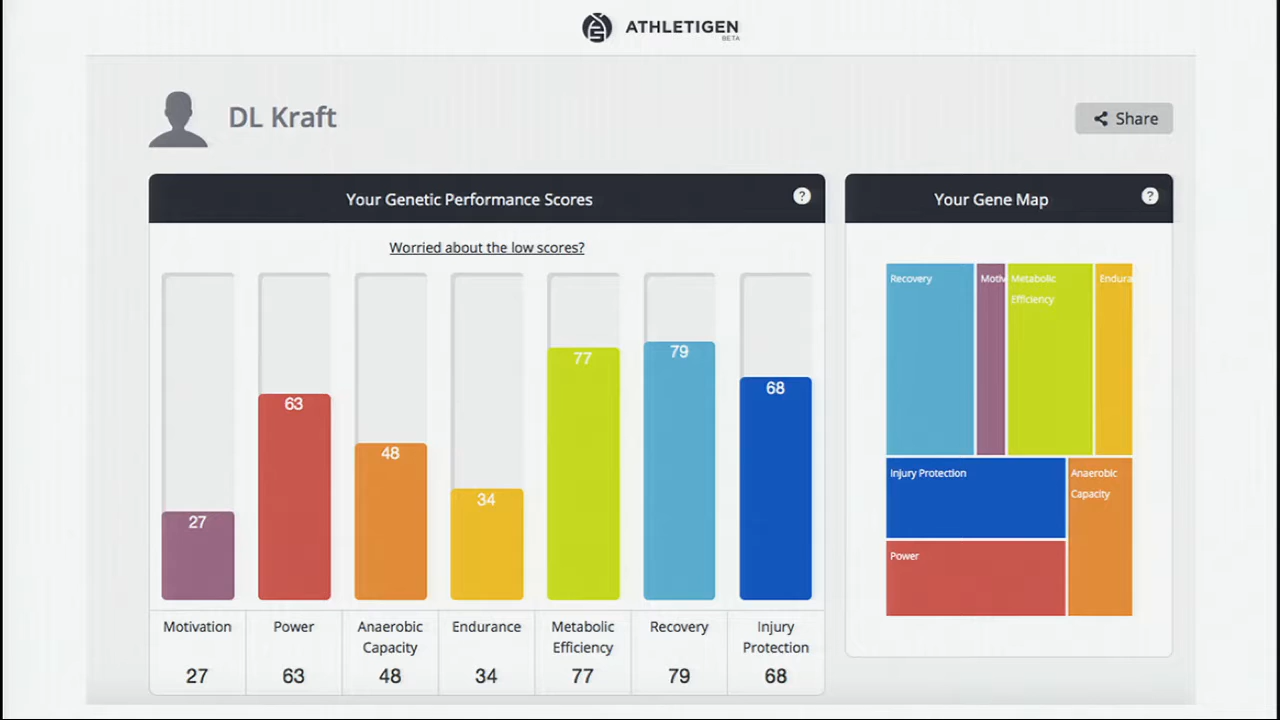 ATHLETIGEN
BETA
DL Kraft
Share
Your Genetic Performance Scores
?
Worried about the low scores?
27
63
48
34
77
79
68
Motivation
27
Power
63
Anaerobic
Capacity
48
Endurance
34
Metabolic
Efficiency
77
Recovery
79
Injury
Protection
68
Your Gene Map
?
Recovery
Motiv
Metabolic
Efficiency
Endura
Injury Protection
Anaerobic
Capacity
Power